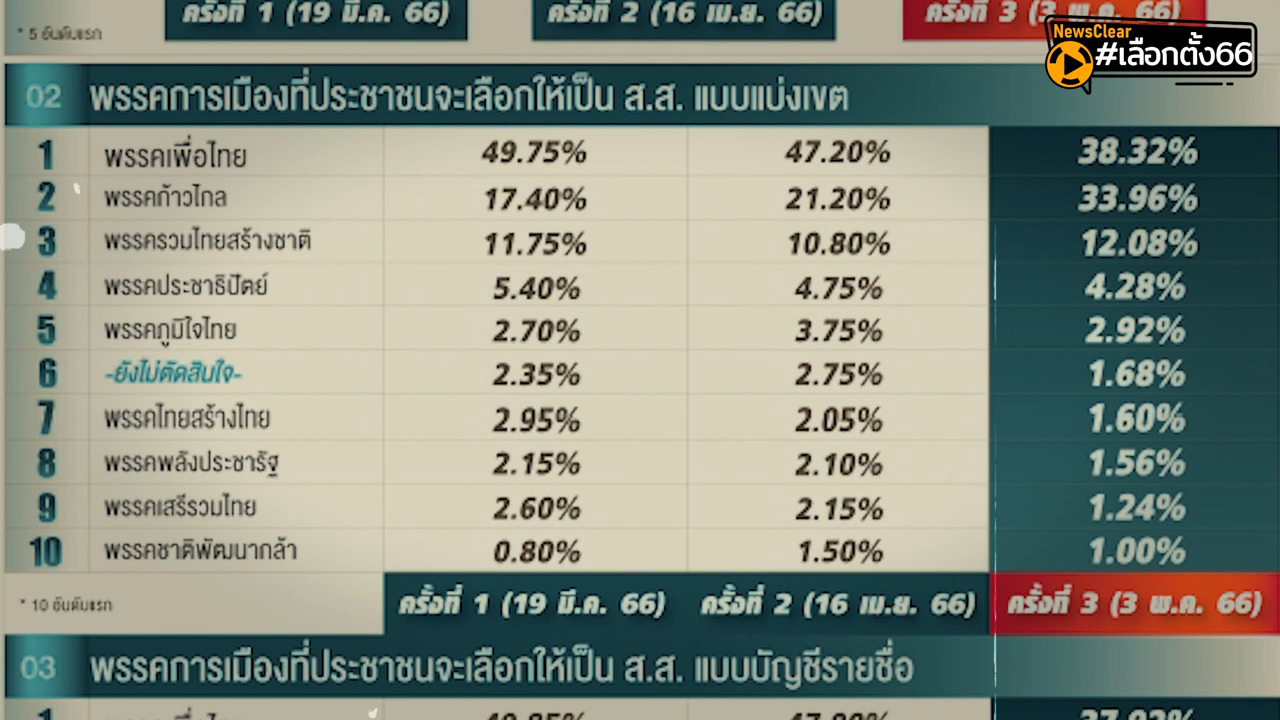 ครั้งที่ 1 (19 มี.ค. 66) ครั้งที่ 2 (16 เม.ย. 66) ครั้งที่ 3 (3 พ.ค. 66)
* 5 อันดับแรก
NewsClear
#เลือกตั้ง66
02 พรรคการเมืองที่ประชาชนจะเลือกให้เป็น ส.ส. แบบแบ่งเขต
1 พรรคเพื่อไทย 49.75% 47.20% 38.32%
2 พรรคก้าวไกล 17.40% 21.20% 33.96%
3 พรรครวมไทยสร้างชาติ 11.75% 10.80% 12.08%
4 พรรคประชาธิปัตย์ 5.40% 4.75% 4.28%
5 พรรคภูมิใจไทย 2.70% 3.75% 2.92%
6 -ยังไม่ตัดสินใจ- 2.35% 2.75% 1.68%
7 พรรคไทยสร้างไทย 2.95% 2.05% 1.60%
8 พรรคพลังประชารัฐ 2.15% 2.10% 1.56%
9 พรรคเสรีรวมไทย 2.60% 2.15% 1.24%
10 พรรคชาติพัฒนากล้า 0.80% 1.50% 1.00%
* 10 อันดับแรก ครั้งที่ 1 (19 มี.ค. 66) ครั้งที่ 2 (16 เม.ย. 66) ครั้งที่ 3 (3 พ.ค. 66)
03 พรรคการเมืองที่ประชาชนจะเลือกให้เป็น ส.ส. แบบบัญชีรายชื่อ